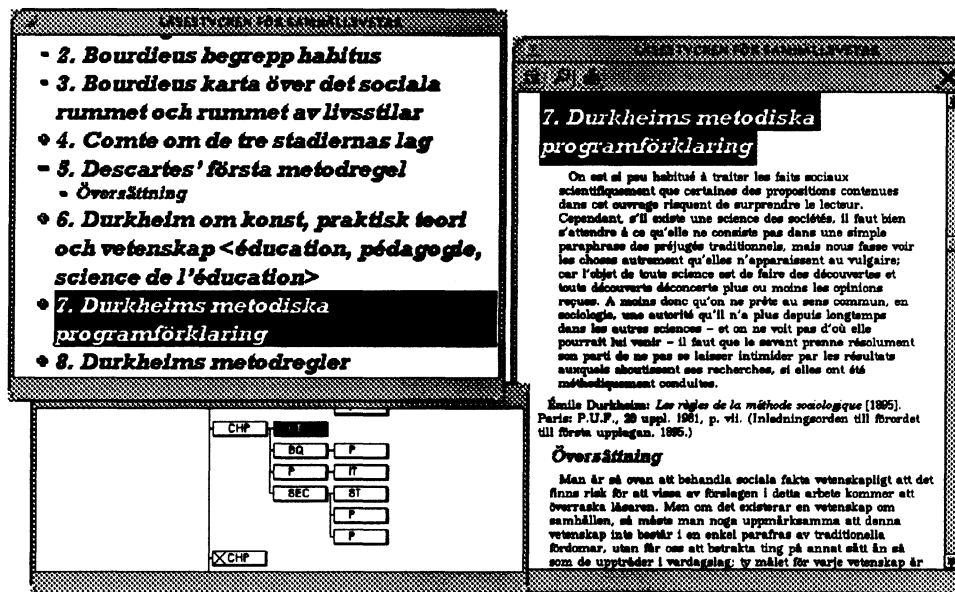 LÄSESTYCKEN FÖR SAMHÄLLSVETAR
- 2. Bourdieus begrepp habitus
- 3. Bourdieus karta över det sociala
rummet och rummet av livsstilar
4. Comte om de tre stadiernas lag
- 5. Descartes' första metodregel
- Översättning
6. Durkheim om konst, praktisk teori
och vetenskap <éducation, pédagogie,
science de l'éducation>
7. Durkheims metodiska
programförklaring
8. Durkheims metodregler
CHP
BQ P
P IT
SEC ST
P
P
CHP
LÄSESTYCKEN FÖR SAMHÄLLSVETAR
7. Durkheims metodiska
programförklaring
On est si peu habitué à traiter les faits sociaux
scientifiquement que certaines des propositions contenues
dans cet ouvrage risquent de surprendre le lecteur.
Cependant, s'il existe une science des sociétés, il faut bien
s'attendre à ce qu'elle ne consiste pas dans une simple
paraphrase des préjugés traditionnels, mais nous fasse voir
les choses autrement qu'elles n'apparaissent au vulgaire;
car l'objet de toute science est de faire des découvertes et
toute découverte déconcerte plus ou moins les opinions
reçues. A moins donc qu'on ne prête au sens commun, en
sociologie, une autorité qu'il n'a plus depuis longtemps
dans les autres sciences – et on ne voit pas d'où elle
pourrait lui venir – il faut que le savant prenne résolument
son parti de ne pas se laisser intimider par les résultats
auxquels aboutissent ses recherches, si elles ont été
méthodiquement conduites.
Émile Durkheim: Les règles de la méthode sociologique [1895].
Paris: P.U.F., 20 uppl. 1981, p. vii. (Inledningsorden till förordet
till första upplagan. 1895.)
Översättning
Man är så ovan att behandla sociala fakta vetenskapligt att det
finns risk för att vissa av förslagen i detta arbete kommer att
överraska läsaren. Men om det existerar en vetenskap om
samhällen, så måste man noga uppmärksamma att denna
vetenskap inte består i en enkel parafras av traditionella
fördomar, utan får oss att betrakta ting på annat sätt än så
som de uppträder i vardagslag; ty målet för varje vetenskap är